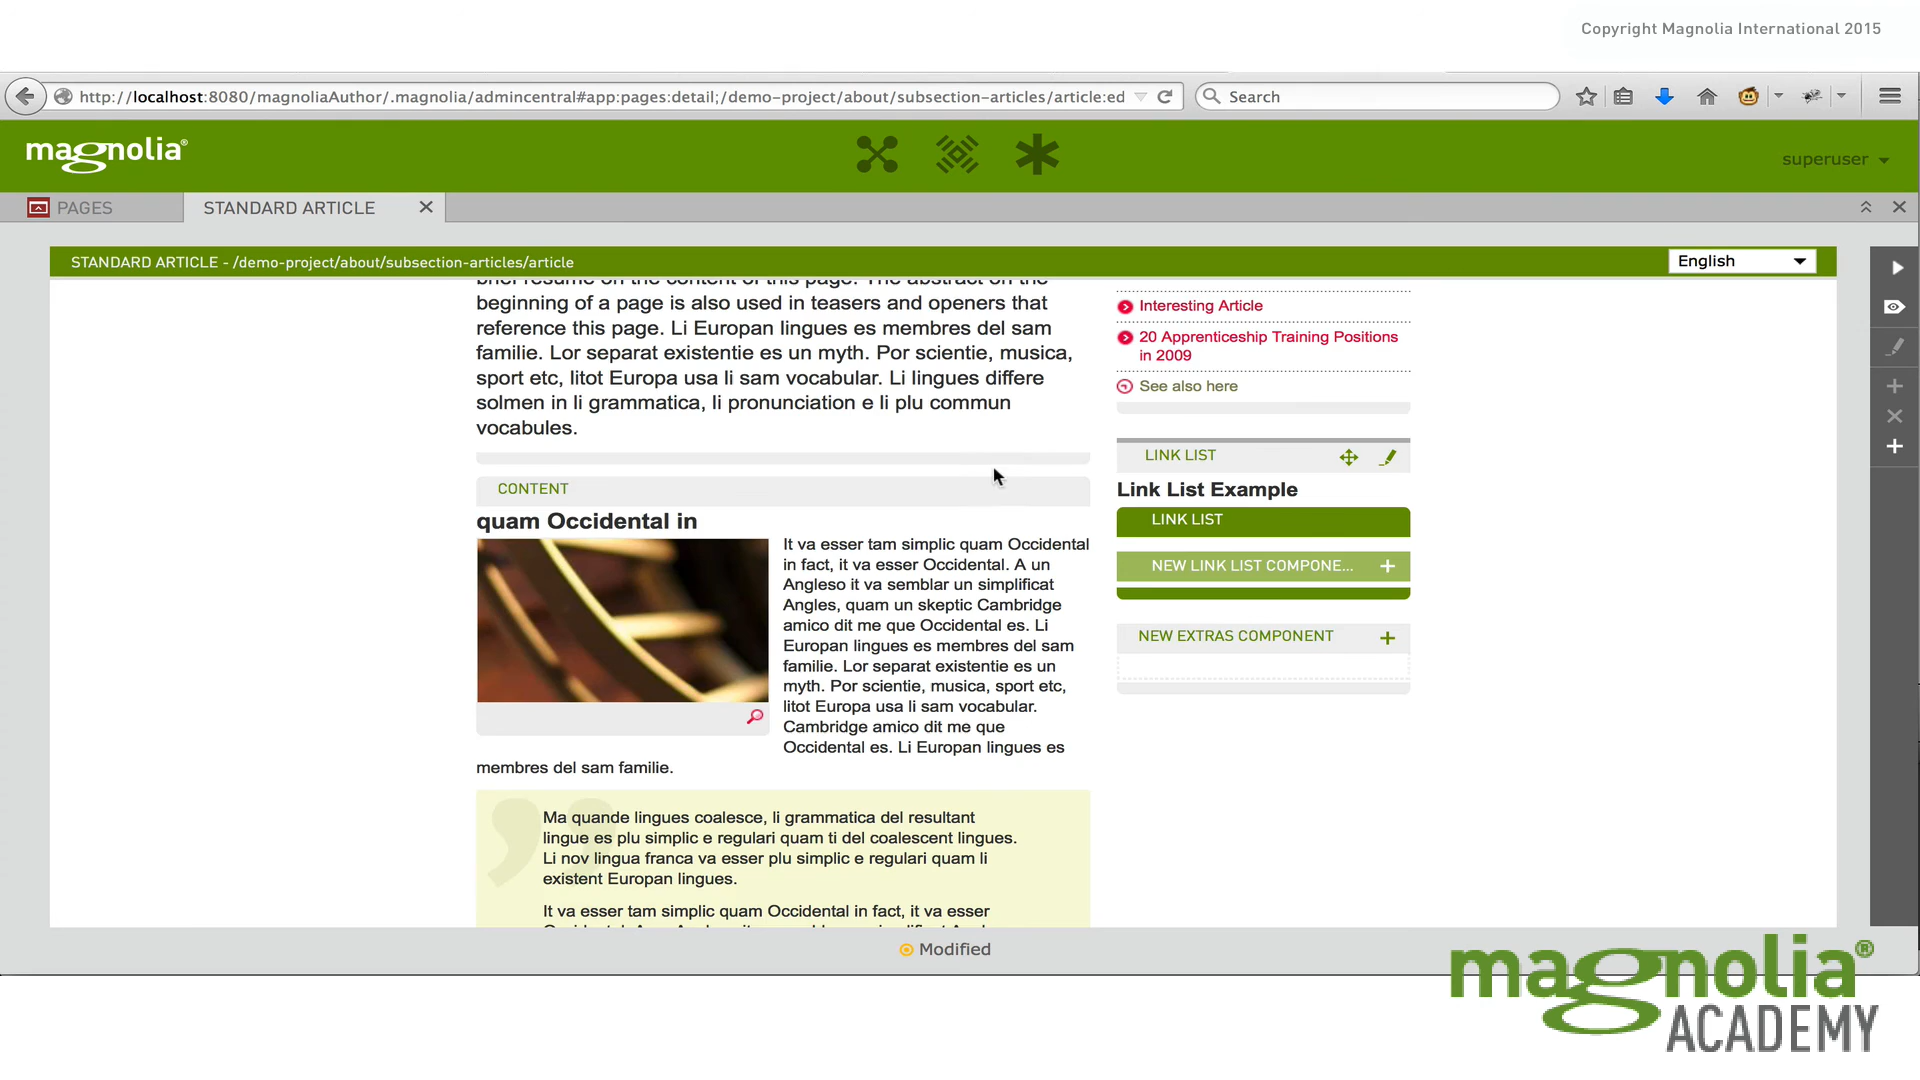 Copyright Magnolia International 2015
http://localhost:8080/magnoliaAuthor/.magnolia/admincentral#app:pages:detail;/demo-project/about/subsection-articles/article:ed
Search
magnolia®
superuser
PAGES
STANDARD ARTICLE
STANDARD ARTICLE - /demo-project/about/subsection-articles/article
English
brief resume on the content of this page. The abstract on the
beginning of a page is also used in teasers and openers that
reference this page. Li Europan lingues es membres del sam
familie. Lor separat existentie es un myth. Por scientie, musica,
sport etc, litot Europa usa li sam vocabular. Li lingues differe
solmen in li grammatica, li pronunciation e li plu commun
vocabules.
CONTENT
quam Occidental in
It va esser tam simplic quam Occidental
in fact, it va esser Occidental. A un
Angleso it va semblar un simplificat
Angles, quam un skeptic Cambridge
amico dit me que Occidental es. Li
Europan lingues es membres del sam
familie. Lor separat existentie es un
myth. Por scientie, musica, sport etc,
litot Europa usa li sam vocabular.
Cambridge amico dit me que
Occidental es. Li Europan lingues es
membres del sam familie.
Ma quande lingues coalesce, li grammatica del resultant
lingue es plu simplic e regulari quam ti del coalescent lingues.
Li nov lingua franca va esser plu simplic e regulari quam li
existent Europan lingues.
It va esser tam simplic quam Occidental in fact, it va esser
Interesting Article
20 Apprenticeship Training Positions
in 2009
See also here
LINK LIST
Link List Example
LINK LIST
NEW LINK LIST COMPONE...
NEW EXTRAS COMPONENT
Modified
magnolia®
ACADEMY